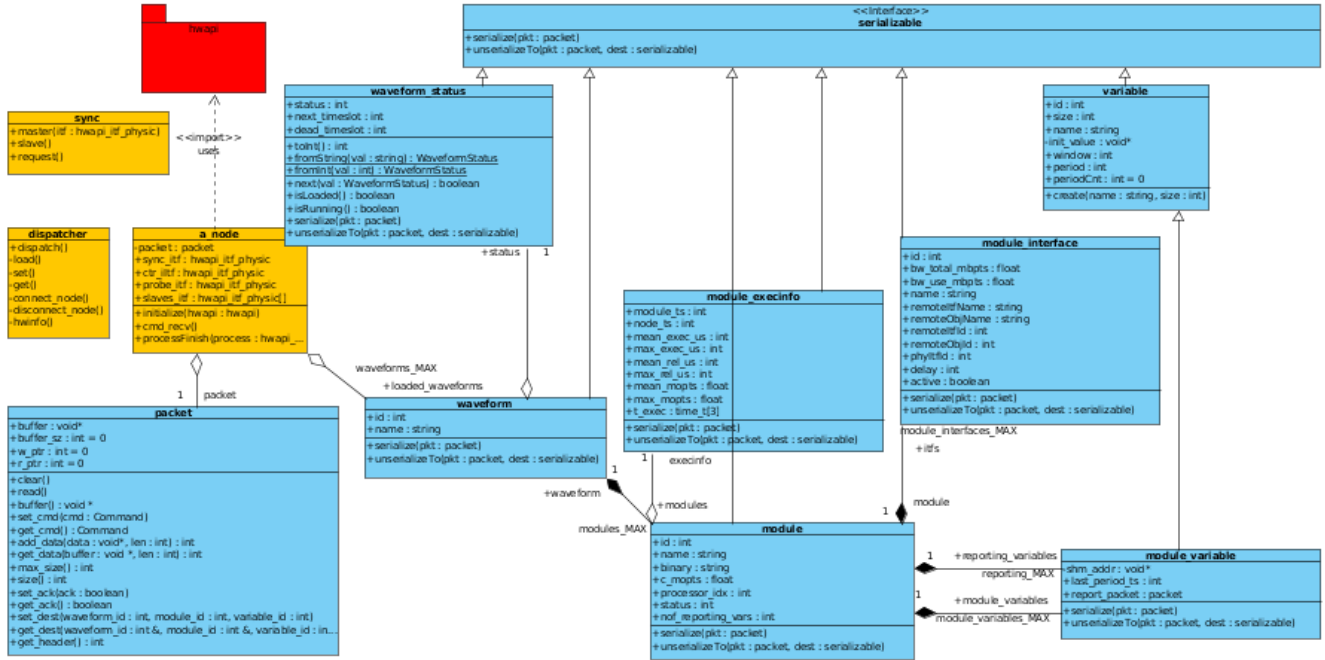 hwapi
<<Interface>>
serializable
+serialize(pkt : packet)
+unserializeTo(pkt : packet, dest : serializable)
sync
+master(itf : hwapi_itf_physic)
+slave()
+request()
<<import>>
uses
waveform_status
+status : int
+next_timeslot : int
+dead_timeslot : int
+toInt() : int
+fromString(val : string) : WaveformStatus
+fromInt(val : int) : WaveformStatus
+next(val : WaveformStatus) : boolean
+isLoaded() : boolean
+isRunning() : boolean
+serialize(pkt : packet)
+unserializeTo(pkt : packet, dest : serializable)
variable
+id : int
+size : int
+name : string
-init_value : void*
+window : int
+period : int
+periodCnt : int = 0
+create(name : string, size : int)
dispatcher
+dispatch()
-load()
-set()
-get()
-connect_node()
-disconnect_node()
-hwinfo()
a_node
-packet : packet
+sync_itf : hwapi_itf_physic
+ctr_iltf : hwapi_itf_physic
+probe_itf : hwapi_itf_physic
+slaves_itf : hwapi_itf_physic[]
+initialize(hwapi : hwapi)
+cmd_recv()
+processFinish(process : hwapi_...
+status
1
module_interface
+id : int
+bw_total_mbpts : float
+bw_use_mbpts : float
+name : string
+remoteItfName : string
+remoteObjName : string
+remoteItfId : int
+remoteObjId : int
+phyItfId : int
+delay : int
+active : boolean
+serialize(pkt : packet)
+unserializeTo(pkt : packet, dest : serializable)
module_interfaces_MAX
+itfs
module_execinfo
+module_ts : int
+node_ts : int
+mean_exec_us : int
+max_exec_us : int
+mean_rel_us : int
+max_rel_us : int
+mean_mopts : float
+max_mopts : float
+t_exec : time_t[3]
+serialize(pkt : packet)
+unserializeTo(pkt : packet, dest : serializable)
waveforms_MAX
+loaded_waveforms
1
packet
packet
+buffer : void*
+buffer_sz : int = 0
+w_ptr : int = 0
+r_ptr : int = 0
+clear()
+read()
+buffer() : void *
+set_cmd(cmd : Command)
+get_cmd() : Command
+add_data(data : void*, len : int) : int
+get_data(buffer : void *, len : int) : int
+max_size() : int
+size() : int
+set_ack(ack : boolean)
+get_ack() : boolean
+set_dest(waveform_id : int, module_id : int, variable_id : int)
+get_dest(waveform_id : int &, module_id : int &, variable_id : in...
+get_header() : int
waveform
+id : int
+name : string
+serialize(pkt : packet)
+unserializeTo(pkt : packet, dest : serializable)
1
+waveform
1
execinfo
+modules
modules_MAX
1
module
module
+id : int
+name : string
+binary : string
+c_mopts : float
+processor_idx : int
+status : int
+nof_reporting_vars : int
+serialize(pkt : packet)
+unserializeTo(pkt : packet, dest : serializable)
1
+reporting_variables
reporting_MAX
1
+module_variables
module_variables_MAX
module_variable
-shm_addr : void*
+last_period_ts : int
+report_packet : packet
+serialize(pkt : packet)
+unserializeTo(pkt : packet, dest : serializable)